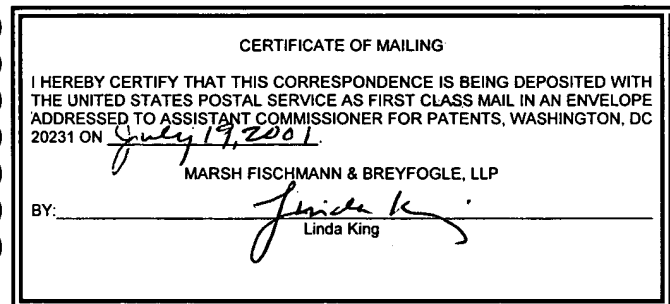 CERTIFICATE OF MAILING
I HEREBY CERTIFY THAT THIS CORRESPONDENCE IS BEING DEPOSITED WITH
THE UNITED STATES POSTAL SERVICE AS FIRST CLASS MAIL IN AN ENVELOPE
ADDRESSED TO ASSISTANT COMMISSIONER FOR PATENTS, WASHINGTON, DC
20231 ON July 19, 2001.
MARSH FISCHMANN & BREYFOGLE, LLP
BY: Linda King
Linda King